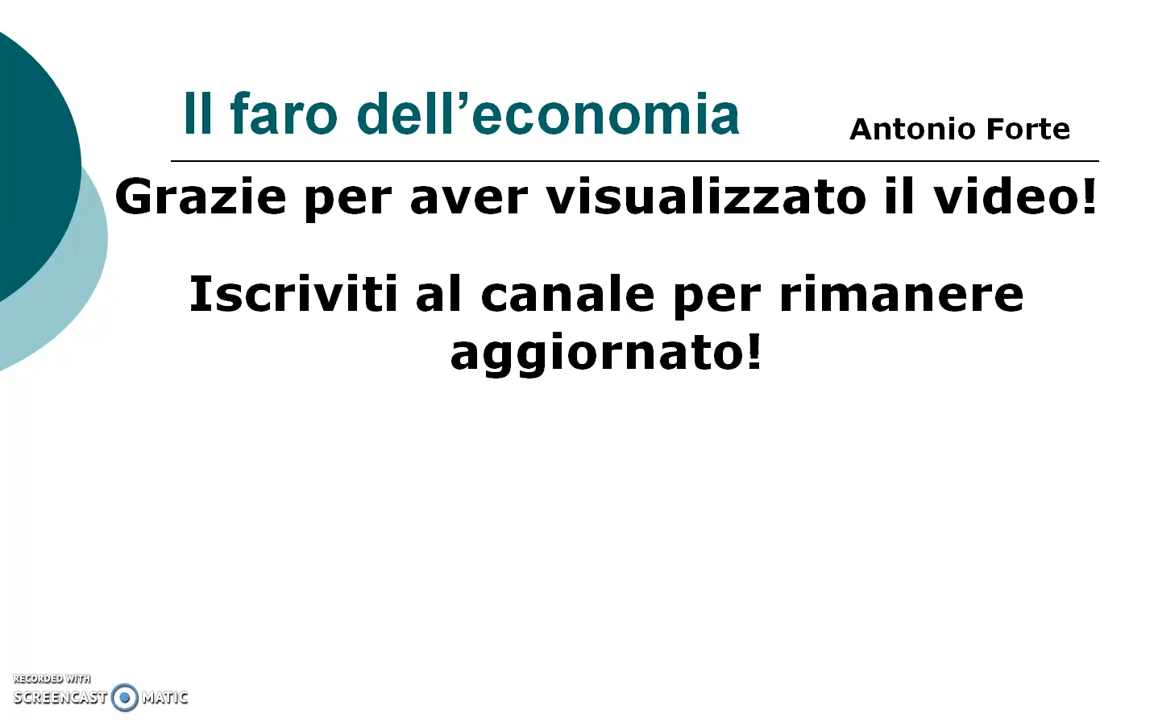 Il faro dell’economia
Antonio Forte
Grazie per aver visualizzato il video!
Iscriviti al canale per rimanere
aggiornato!
RECORDED WITH
SCREENCAST MATIC